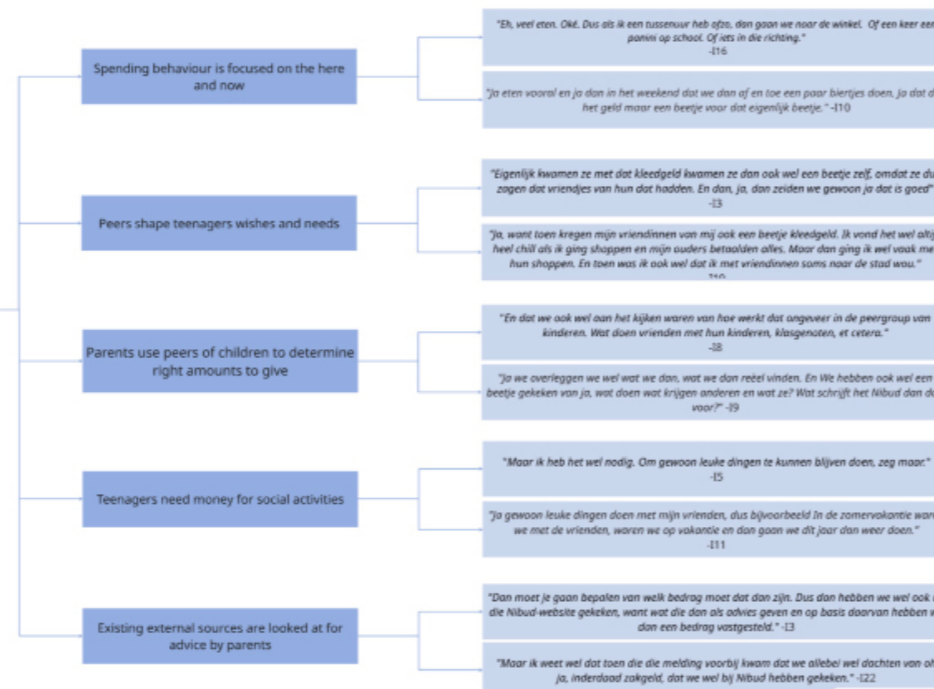 Spending behaviour is focused on the here
and now
"Eh, veel eten. Oké. Dus als ik een tussenuur heb ofzo, dan gaan we naar de winkel. Of een keer een
panini op school. Of iets in die richting."
-I16
"Ja eten vooral en ja dan in het weekend dat we dan af en toe een paar biertjes doen. Ja dat
het geld maar een beetje voor dat eigenlijk beetje." -I10
Peers shape teenagers wishes and needs
"Eigenlijk kwamen ze met dat kleedgeld kwamen ze dan ook wel een beetje zelf, omdat ze
zagen dat vriendjes van hun dat hadden. En dan, ja, dan zeiden we gewoon ja dat is goed"
-I3
"Ja, want toen kregen mijn vriendinnen van mij ook een beetje kleedgeld. Ik vond het wel
heel chill als ik ging shoppen en mijn ouders betaalden alles. Maar dan ging ik wel vaak
hun shoppen. En toen was ik ook wel dat ik met vriendinnen soms naar de stad wou."
Parents use peers of children to determine
right amounts to give
"En dat we ook wel aan het kijken waren van hoe werkt dat ongeveer in de peergroup van
kinderen. Wat doen vrienden met hun kinderen, klasgenoten, et cetera."
-I8
"Ja we overleggen we wel wat we dan, wat we dan reëel vinden. En We hebben ook wel een
beetje gekeken van ja, wat doen wat krijgen anderen en wat ze? Wat schrijft het Nibud dan
voor?" -I9
Teenagers need money for social activities
"Maar ik heb het wel nodig. Om gewoon leuke dingen te kunnen blijven doen, zeg maar."
-I5
"Ja gewoon leuke dingen doen met mijn vrienden, dus bijvoorbeeld In de zomervakantie
we met de vrienden, waren we op vakantie en dan gaan we dit jaar dan weer doen."
-I11
Existing external sources are looked at for
advice by parents
"Dan moet je gaan bepalen van welk bedrag moet dat dan zijn. Dus dan hebben we wel ook
die Nibud-website gekeken, want wat die dan als advies geven en op basis daarvan hebben
dan een bedrag vastgesteld." -I3
"Maar ik weet wel dat toen die die melding voorbij kwam dat we allebei wel dachten van
ja, inderdaad zakgeld, dat we wel bij Nibud hebben gekeken." -I22